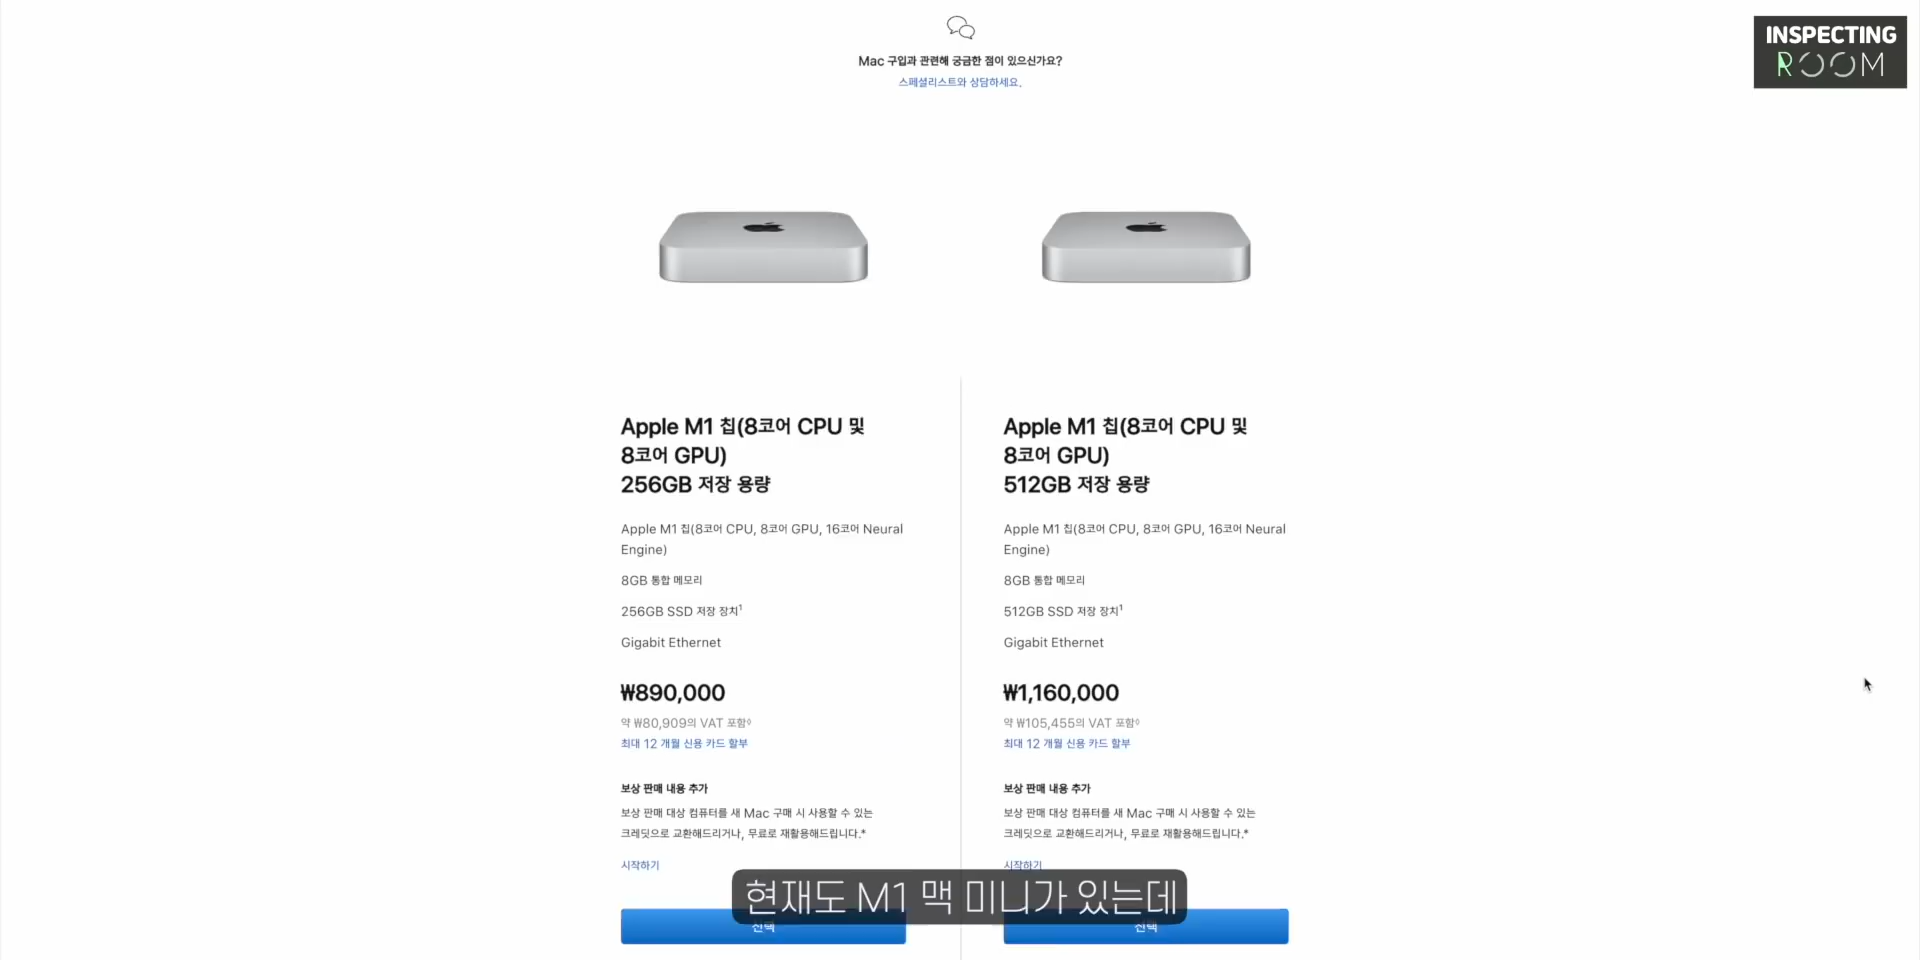 INSPECTING
ROOM
Mac 구입과 관련해 궁금한 점이 있으신가요?
스페셜리스트와 상담하세요.
Apple M1 칩(8코어 CPU 및
8코어 GPU)
256GB 저장 용량
Apple M1 칩(8코어 CPU, 8코어 GPU, 16코어 Neural
Engine)
8GB 통합 메모리
256GB SSD 저장 장치¹
Gigabit Ethernet
₩890,000
약 ₩80,909의 VAT 포함◊
최대 12 개월 신용 카드 할부
보상 판매 내용 추가
보상 판매 대상 컴퓨터를 새 Mac 구매 시 사용할 수 있는
크레딧으로 교환해드리거나, 무료로 재활용해드립니다.*
시작하기
선택
Apple M1 칩(8코어 CPU 및
8코어 GPU)
512GB 저장 용량
Apple M1 칩(8코어 CPU, 8코어 GPU, 16코어 Neural
Engine)
8GB 통합 메모리
512GB SSD 저장 장치¹
Gigabit Ethernet
₩1,160,000
약 ₩105,455의 VAT 포함◊
최대 12 개월 신용 카드 할부
보상 판매 내용 추가
보상 판매 대상 컴퓨터를 새 Mac 구매 시 사용할 수 있는
크레딧으로 교환해드리거나, 무료로 재활용해드립니다.*
시작하기
선택
현재도 M1 맥 미니가 있는데